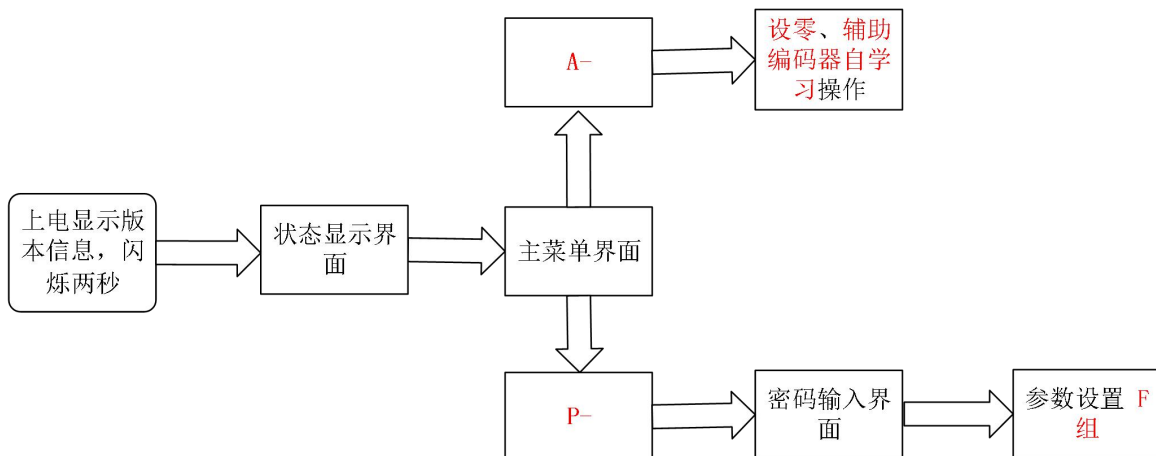 上电显示版
本信息，闪
烁两秒
状态显示界
面
主菜单界面
A-
设零、辅助
编码器自学
习操作
P-
密码输入界
面
参数设置 F
组